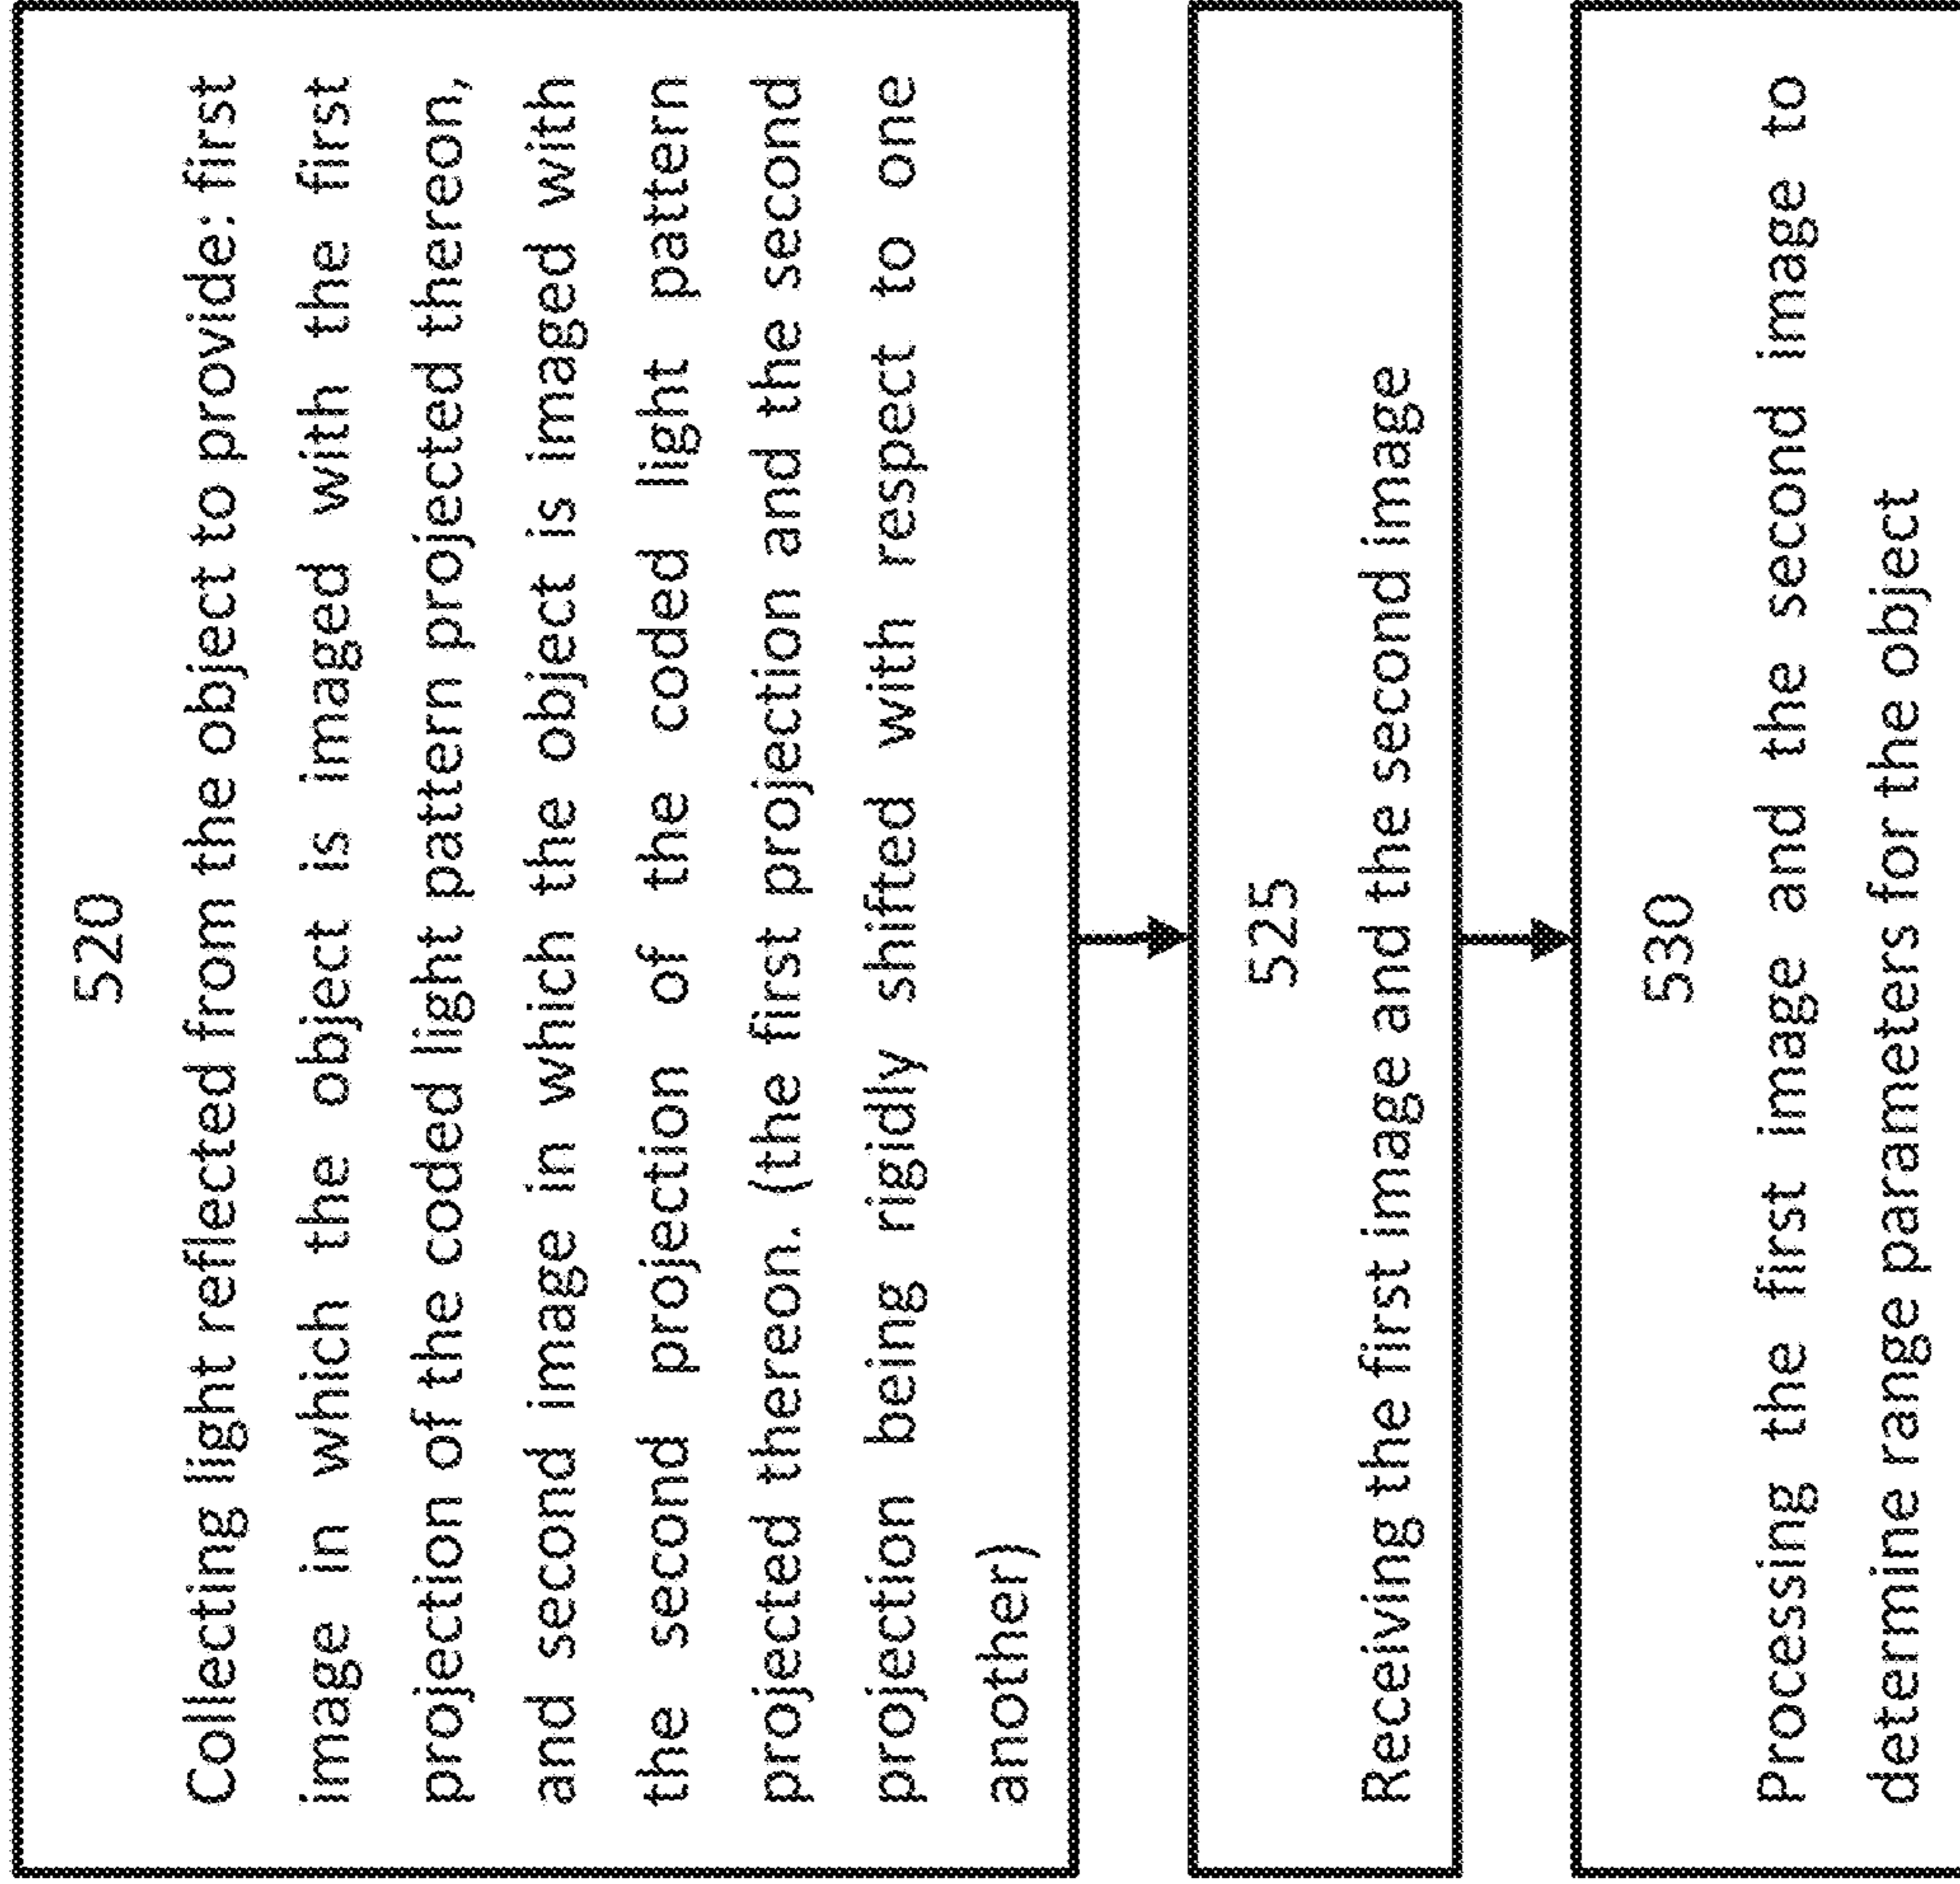 520
Collecting light reflected from the object to provide: first
image in which the object is imaged with the first
projection of the coded light pattern projected thereon,
and second image in which the object is imaged with
the second projection of the coded light pattern
projected thereon. (the first projection and the second
projection being rigidly shifted with respect to one
another)
525
Receiving the first image and the second image
530
Processing the first image and the second image to
determine range parameters for the object